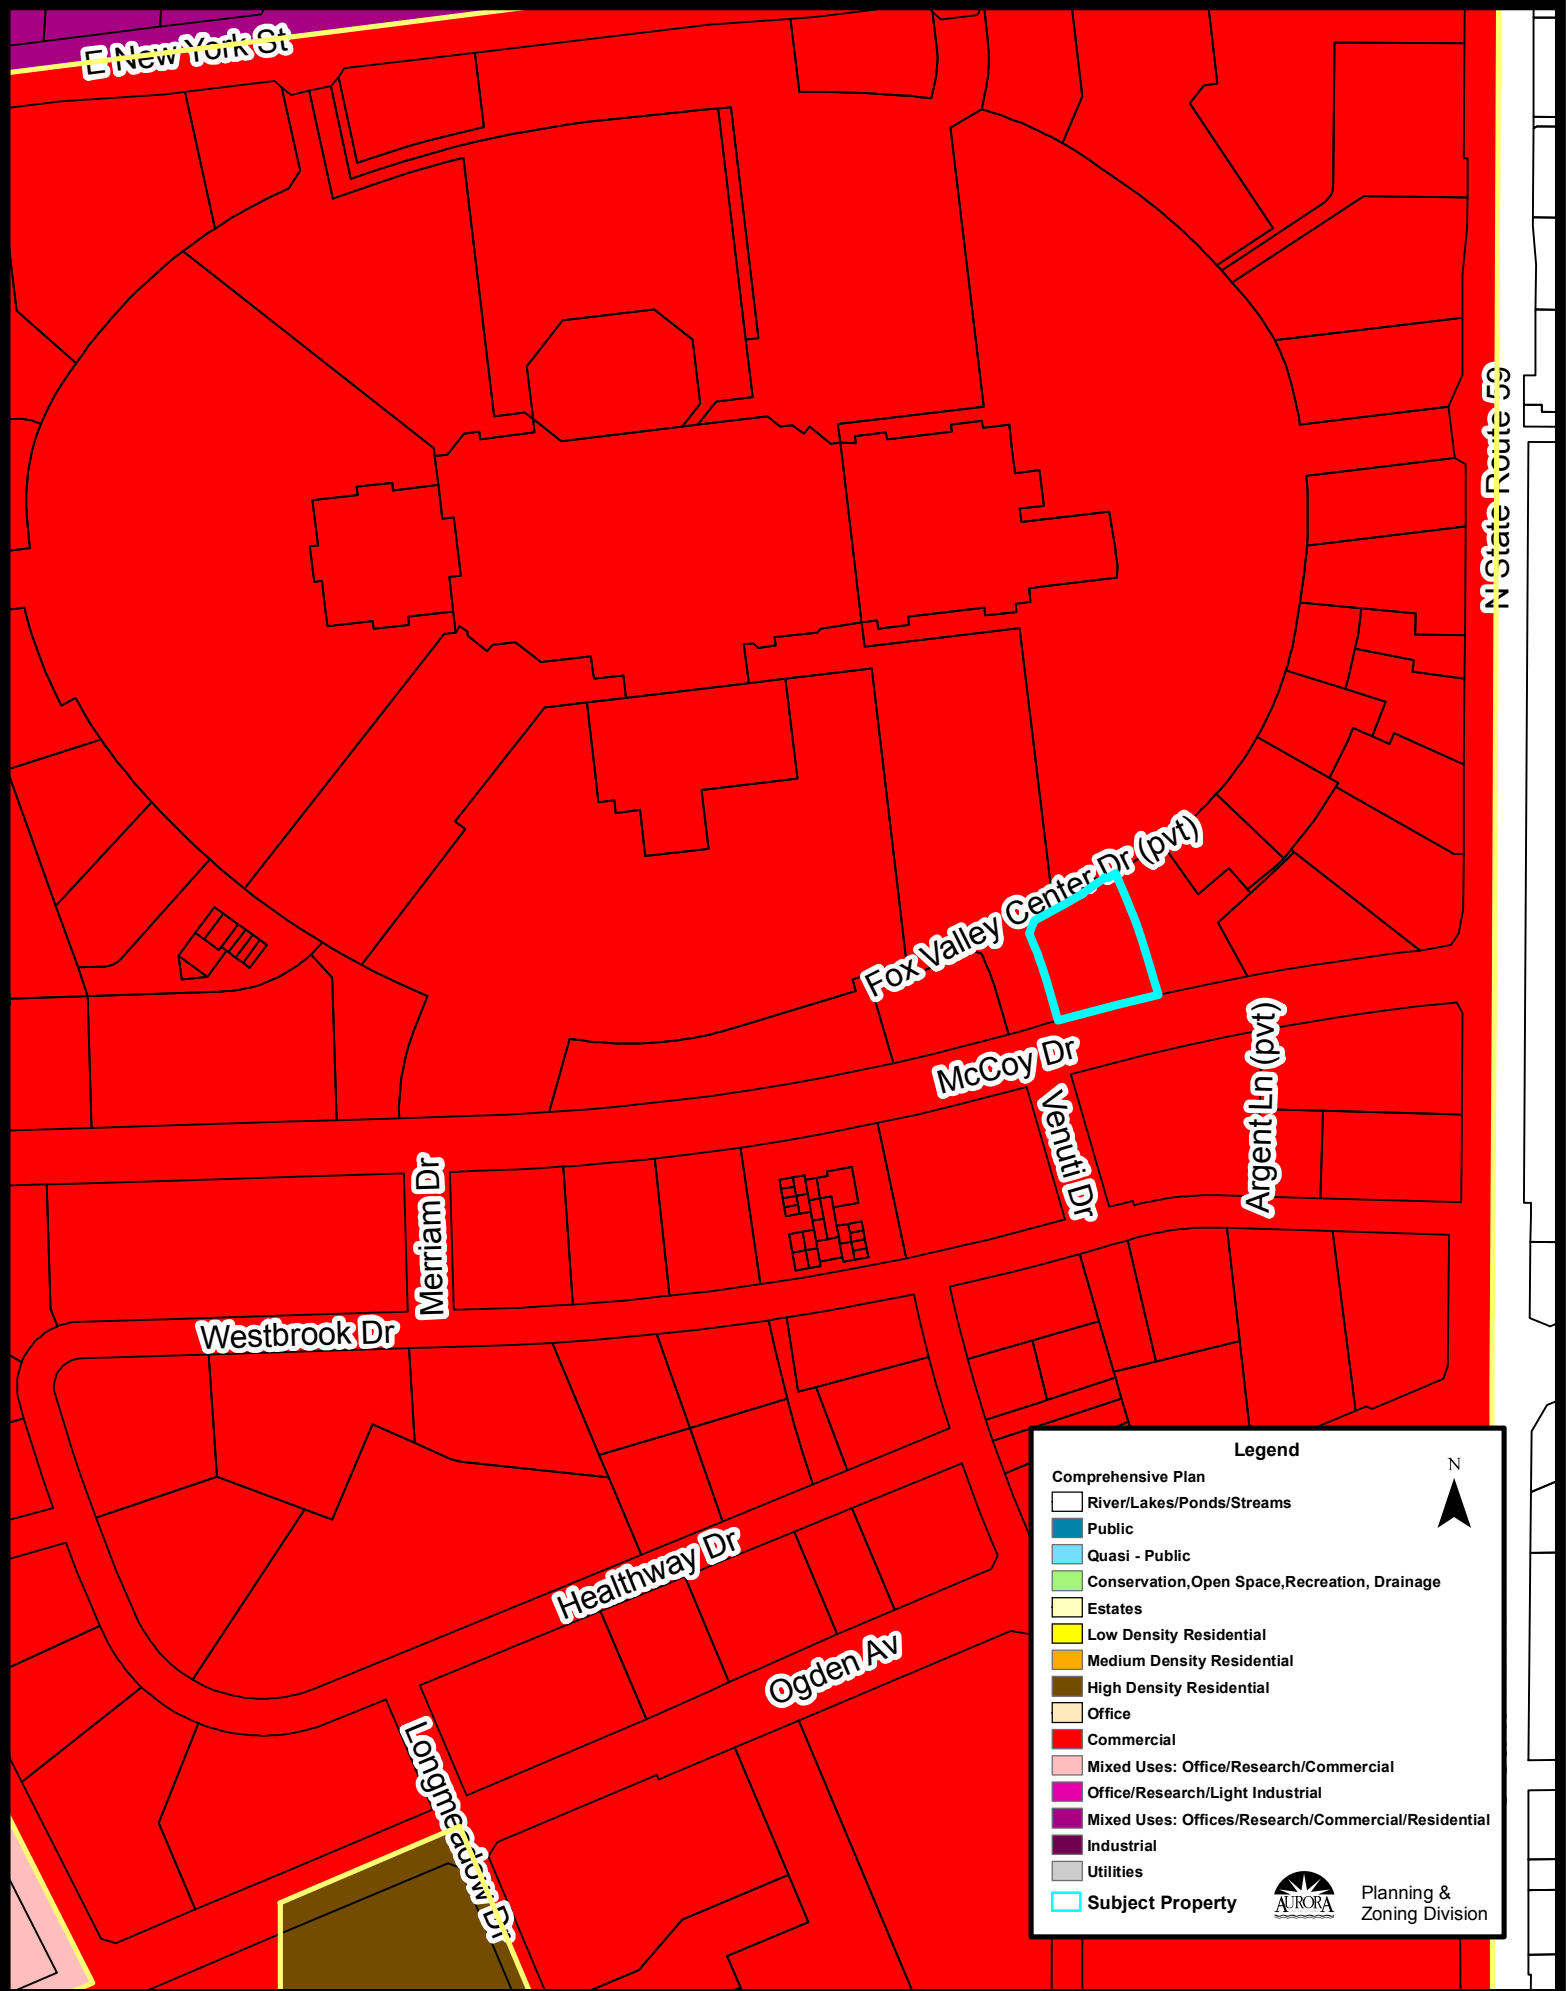 E New York St
N State Route 59
Fox Valley Center Dr (pvt)
McCoy Dr
Venuti Dr
Argent Ln (pvt)
Merriam Dr
Westbrook Dr
Healthway Dr
Ogden Av
Longmeadow Dr
Legend
N
Comprehensive Plan
River/Lakes/Ponds/Streams
Public
Quasi - Public
Conservation,Open Space,Recreation, Drainage
Estates
Low Density Residential
Medium Density Residential
High Density Residential
Office
Commercial
Mixed Uses: Office/Research/Commercial
Office/Research/Light Industrial
Mixed Uses: Offices/Research/Commercial/Residential
Industrial
Utilities
Subject Property
AURORA
Planning &
Zoning Division